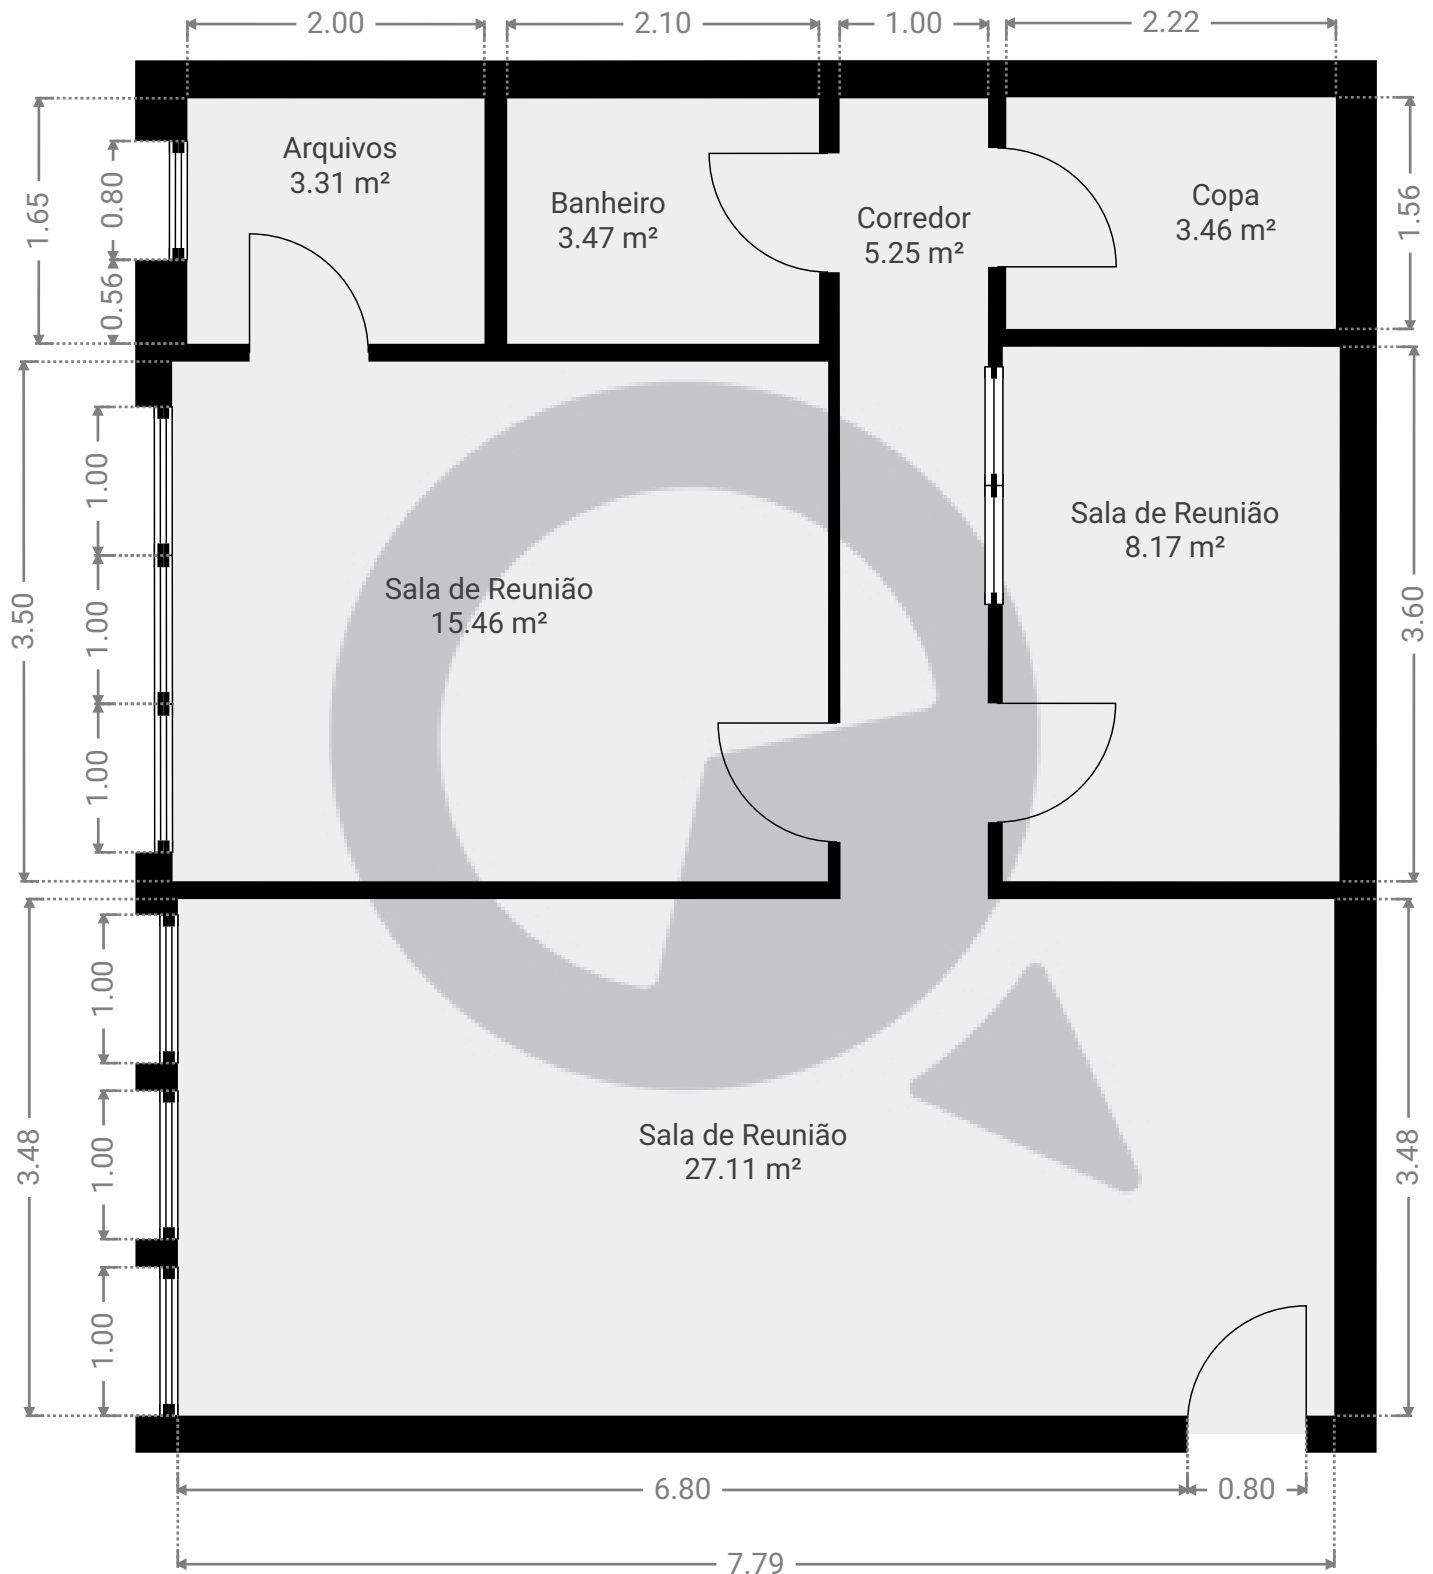 2.00
2.10
1.00
2.22
Arquivos
3.31 m²
Banheiro
3.47 m²
Corredor
5.25 m²
Copa
3.46 m²
1.65
0.80
0.56
1.56
3.50
1.00
1.00
1.00
Sala de Reunião
15.46 m²
Sala de Reunião
8.17 m²
3.60
3.48
1.00
1.00
1.00
Sala de Reunião
27.11 m²
3.48
6.80
0.80
7.79